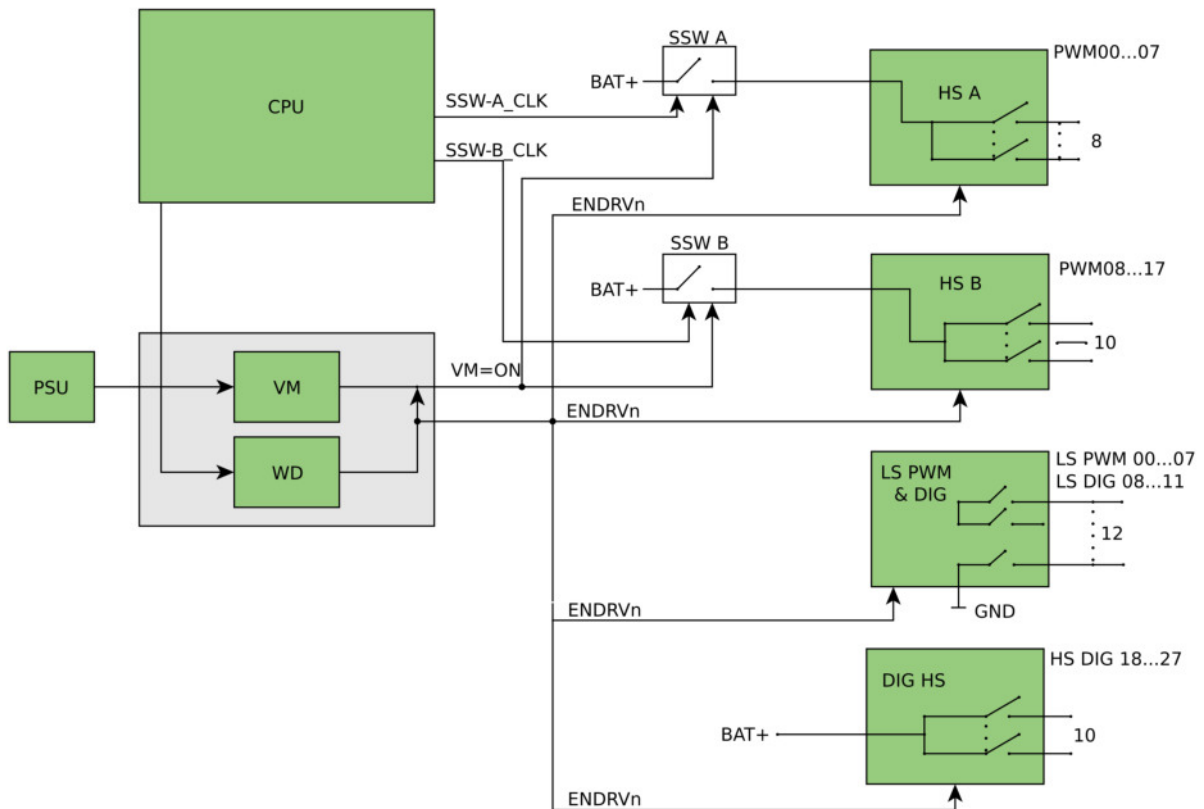 CPU
SSW-A_CLK
SSW-B_CLK
SSW A
BAT+
HS A
PWM00...07
8
ENDRVn
SSW B
BAT+
HS B
PWM08...17
10
PSU
VM
WD
VM=ON
ENDRVn
LS PWM
& DIG
LS PWM 00...07
LS DIG 08...11
12
GND
ENDRVn
DIG HS
HS DIG 18...27
BAT+
10
ENDRVn